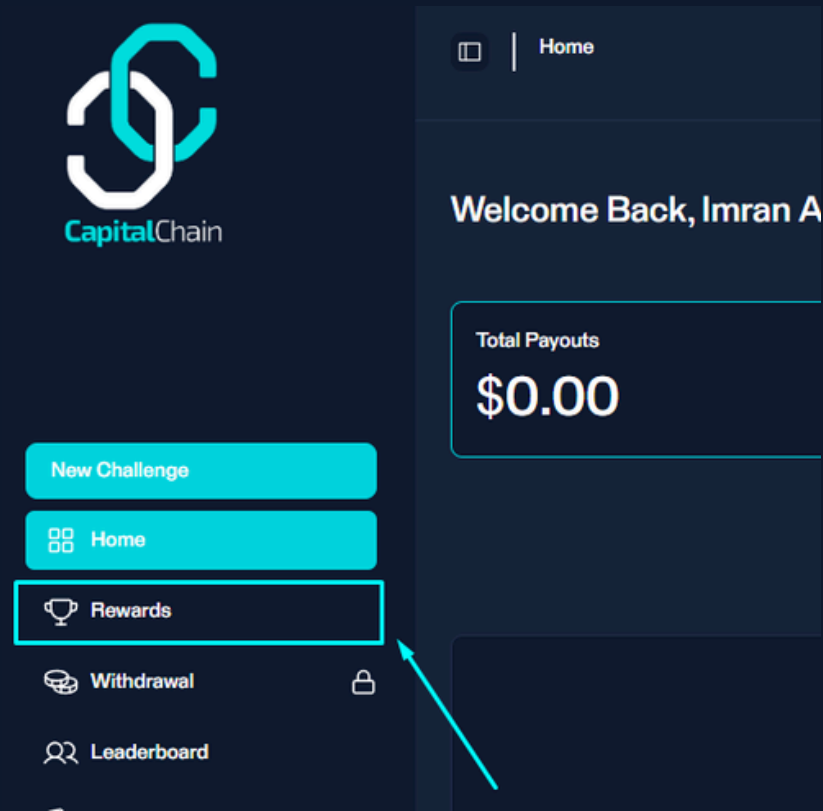 CapitalChain
Home
Welcome Back, Imran A
Total Payouts
$0.00
New Challenge
Home
Rewards
Withdrawal
Leaderboard